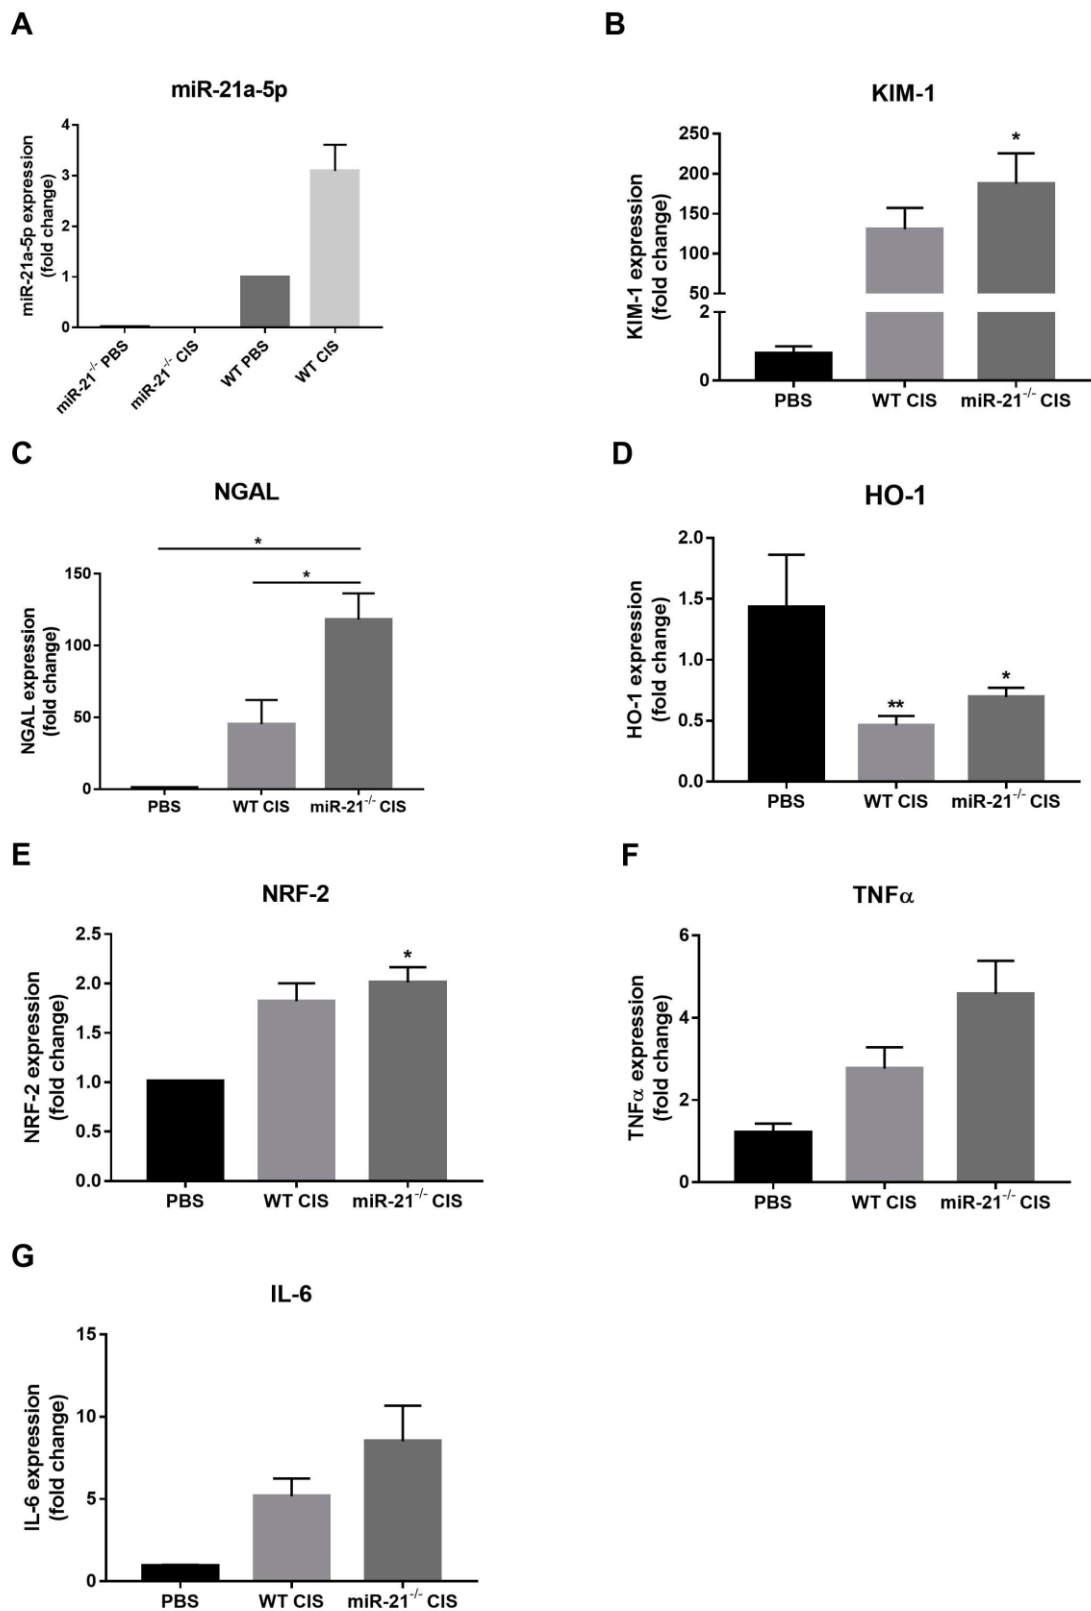 A
miR-21a-5p
miR-21a-5p expression
(fold change)
4
3
2
1
0
miR-21⁻/⁻ PBS
miR-21⁻/⁻ CIS
WT PBS
WT CIS
B
KIM-1
KIM-1 expression
(fold change)
250
200
150
100
50
2
0
*
PBS WT CIS miR-21⁻/⁻ CIS
C
NGAL
NGAL expression
(fold change)
150
100
50
0
*
*
PBS WT CIS miR-21⁻/⁻ CIS
D
HO-1
HO-1 expression
(fold change)
2.0
1.5
1.0
0.5
0.0
**
*
PBS WT CIS miR-21⁻/⁻ CIS
E
NRF-2
NRF-2 expression
(fold change)
2.5
2.0
1.5
1.0
0.5
0.0
*
PBS WT CIS miR-21⁻/⁻ CIS
F
TNFα
TNFα expression
(fold change)
6
4
2
0
PBS WT CIS miR-21⁻/⁻ CIS
G
IL-6
IL-6 expression
(fold change)
15
10
5
0
PBS WT CIS miR-21⁻/⁻ CIS